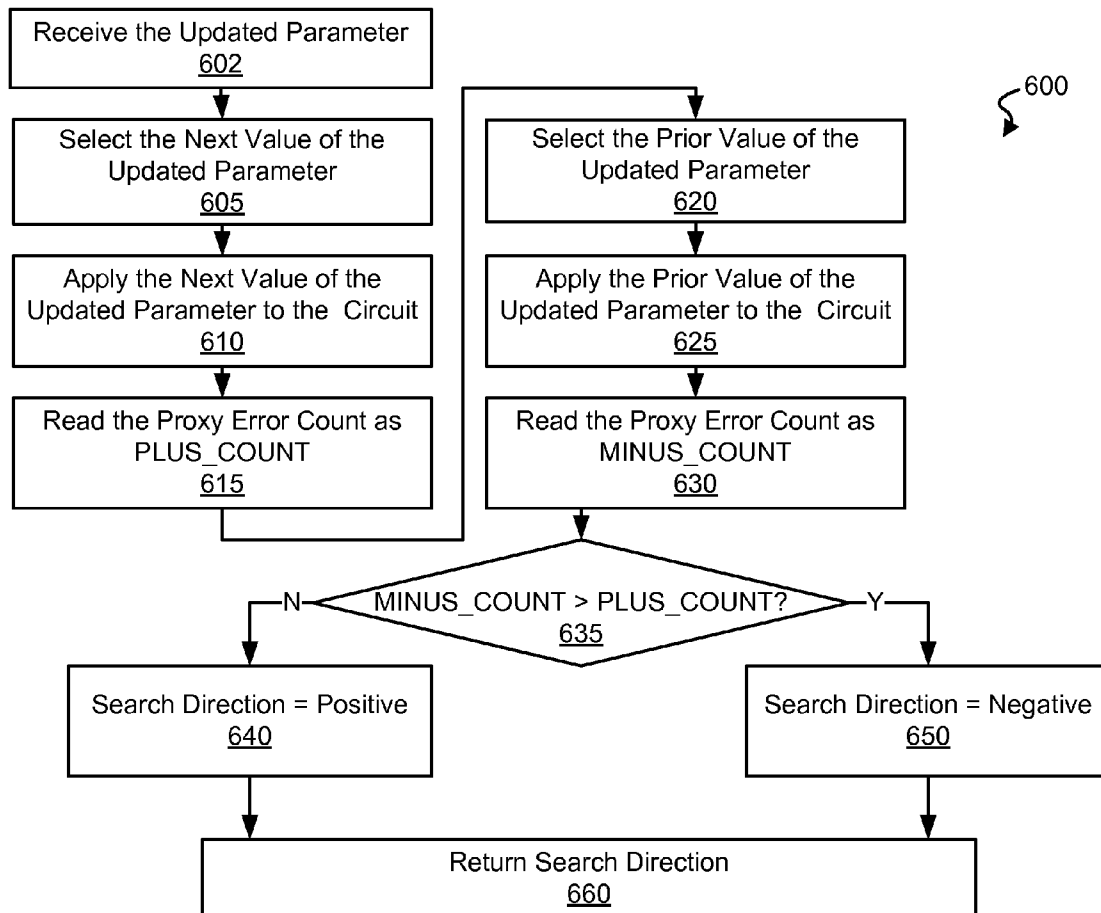 Receive the Updated Parameter
602
600
Select the Next Value of the
Updated Parameter
605
Apply the Next Value of the
Updated Parameter to the Circuit
610
Read the Proxy Error Count as
PLUS_COUNT
615
Select the Prior Value of the
Updated Parameter
620
Apply the Prior Value of the
Updated Parameter to the Circuit
625
Read the Proxy Error Count as
MINUS_COUNT
630
N
MINUS_COUNT > PLUS_COUNT?
635
Y
Search Direction = Positive
640
Search Direction = Negative
650
Return Search Direction
660